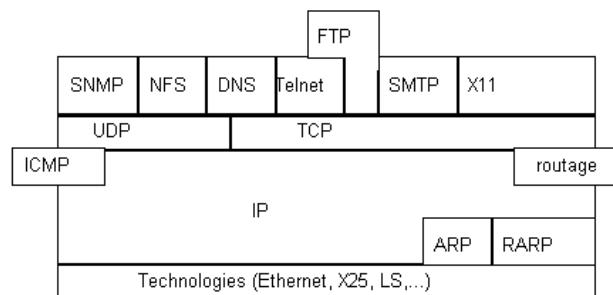 FTP
SNMP NFS DNS Telnet SMTP X11
UDP TCP
ICMP routage
IP
ARP RARP
Technologies (Ethernet, X25, LS,...)